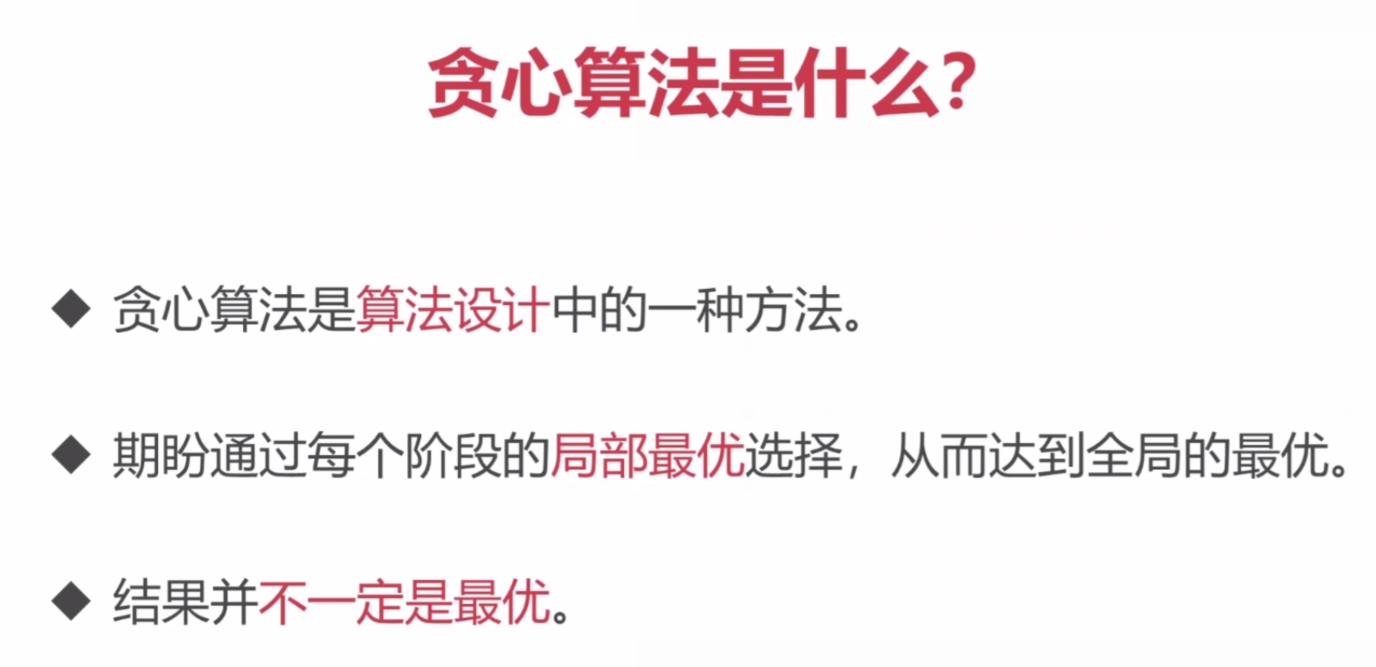 贪心算法是什么?
◆ 贪心算法是算法设计中的一种方法。
◆ 期盼通过每个阶段的局部最优选择，从而达到全局的最优。
◆ 结果并不一定是最优。